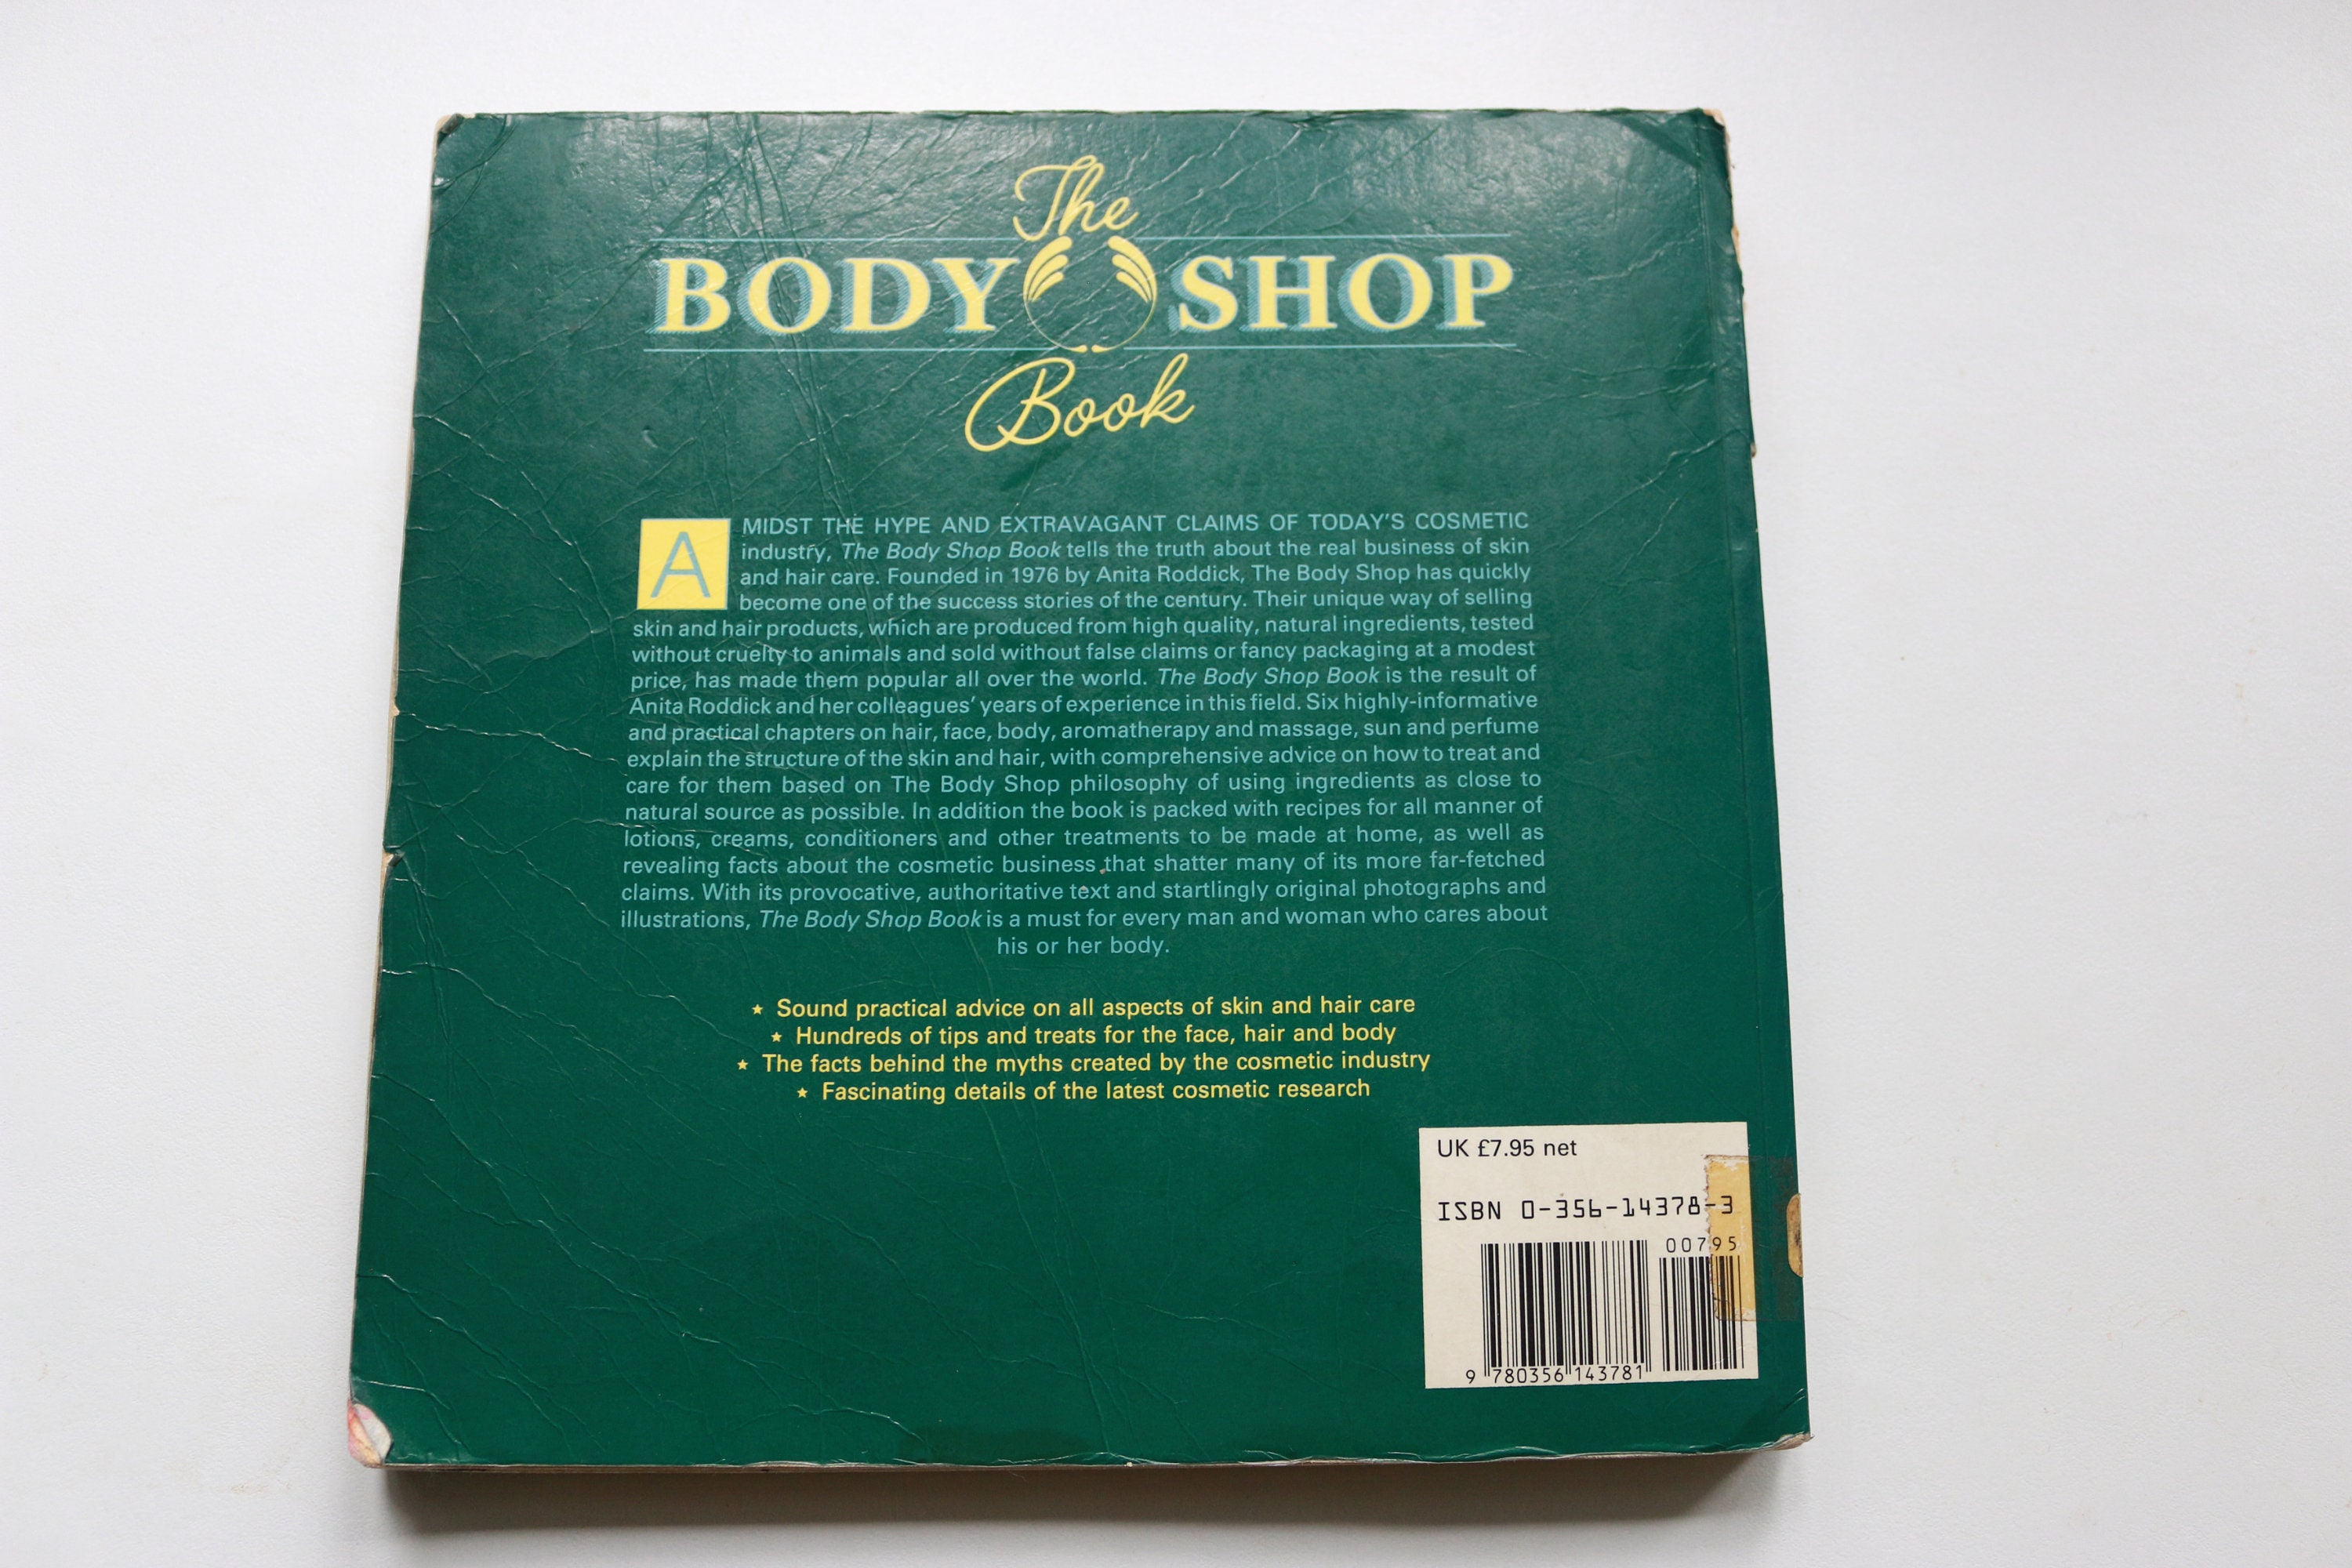 The
BODY SHOP
Book
AMIDST THE HYPE AND EXTRAVAGANT CLAIMS OF TODAY'S COSMETIC
industry, The Body Shop Book tells the truth about the real business of skin
and hair care. Founded in 1976 by Anita Roddick, The Body Shop has quickly
become one of the success stories of the century. Their unique way of selling
skin and hair products, which are produced from high quality, natural ingredients, tested
without cruelty to animals and sold without false claims or fancy packaging at a modest
price, has made them popular all over the world. The Body Shop Book is the result of
Anita Roddick and her colleagues' years of experience in this field. Six highly-informative
and practical chapters on hair, face, body, aromatherapy and massage, sun and perfume
explain the structure of the skin and hair, with comprehensive advice on how to treat and
care for them based on The Body Shop philosophy of using ingredients as close to
natural source as possible. In addition the book is packed with recipes for all manner of
lotions, creams, conditioners and other treatments to be made at home, as well as
revealing facts about the cosmetic business that shatter many of its more far-fetched
claims. With its provocative, authoritative text and startlingly original photographs and
illustrations, The Body Shop Book is a must for every man and woman who cares about
his or her body.
★ Sound practical advice on all aspects of skin and hair care
★ Hundreds of tips and treats for the face, hair and body
★ The facts behind the myths created by the cosmetic industry
★ Fascinating details of the latest cosmetic research
UK £7.95 net
ISBN 0-356-14378-3
00795
9 780356 143781